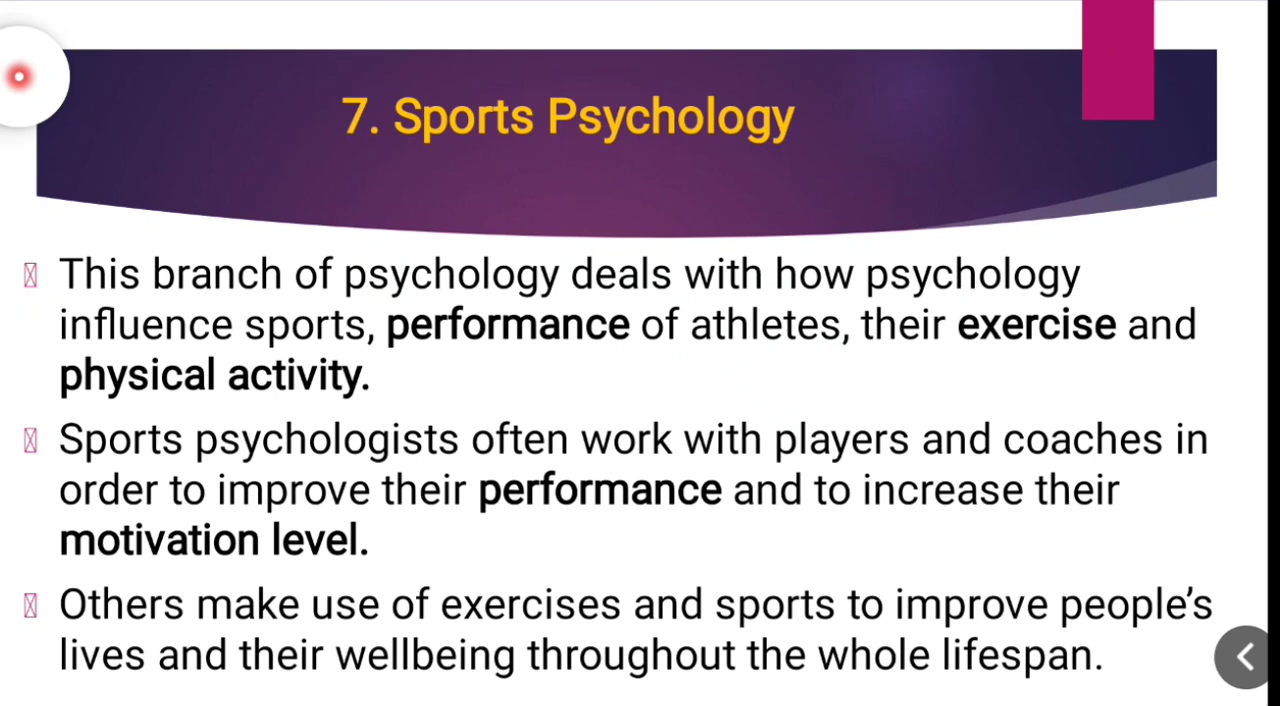 7. Sports Psychology
This branch of psychology deals with how psychology
influence sports, performance of athletes, their exercise and
physical activity.
Sports psychologists often work with players and coaches in
order to improve their performance and to increase their
motivation level.
Others make use of exercises and sports to improve people’s
lives and their wellbeing throughout the whole lifespan.